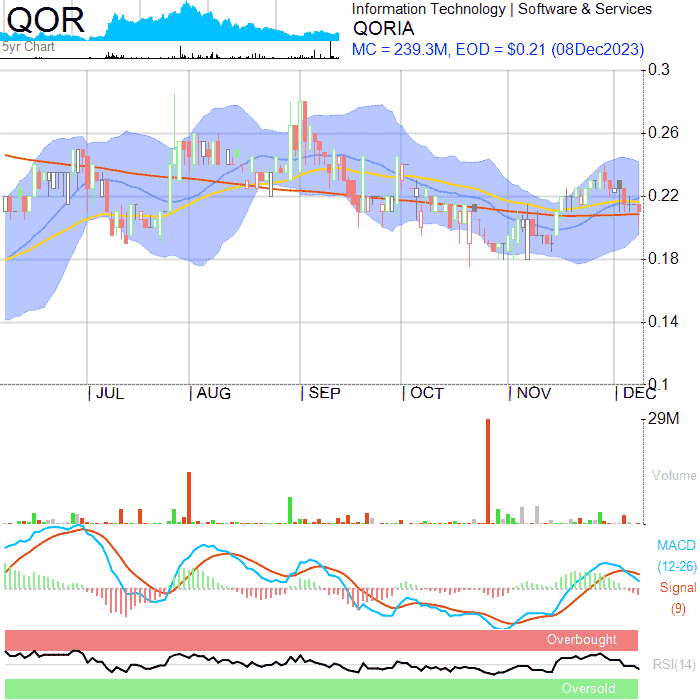 QOR
5yr Chart
Information Technology | Software & Services
QORIA
MC = 239.3M, EOD = $0.21 (08Dec2023)
0.3
0.26
0.22
0.18
0.14
0.1
JUL AUG SEP OCT NOV DEC
29M
Volume
MACD
(12-26)
Signal
(9)
Overbought
RSI(14)
Oversold